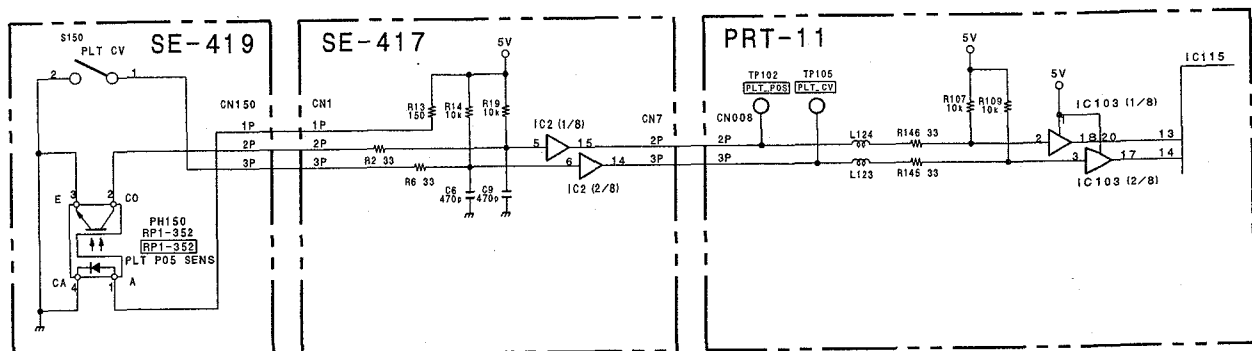 SE-419
S150
PLT CV
2
1
CN150
1P
2P
3P
3
2
E
CO
PH150
RP1-352
RP1-352
PLT POS SENS
CA
A
4
1
SE-417
5V
CN1
1P
2P
3P
R13
150
R14
10k
R19
10k
R2 33
R6 33
C6
470p
C9
470p
IC2 (1/8)
5
15
6
14
IC2 (2/8)
CN7
2P
3P
PRT-11
CN008
2P
3P
TP102
PLT_POS
TP105
PLT_CV
L124
R146 33
L123
R145 33
5V
R107
10k
R109
10k
5V
IC103 (1/8)
2
18
20
3
17
IC103 (2/8)
IC115
13
14